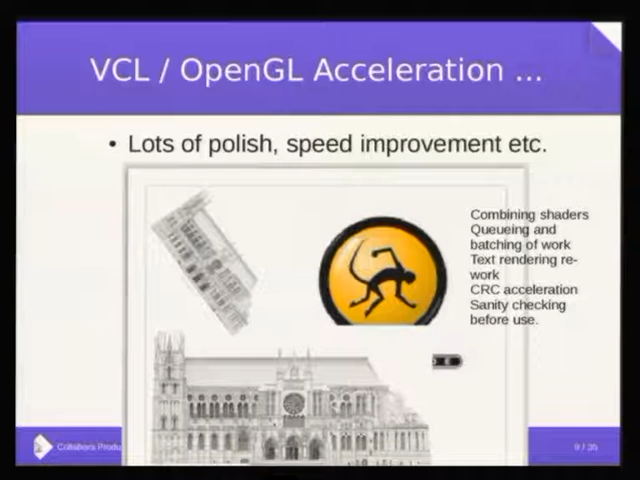 VCL / OpenGL Acceleration ...
• Lots of polish, speed improvement etc.
Combining shaders
Queueing and
batching of work
Text rendering re-
work
CRC acceleration
Sanity checking
before use.
Collabora Produ
9 / 35